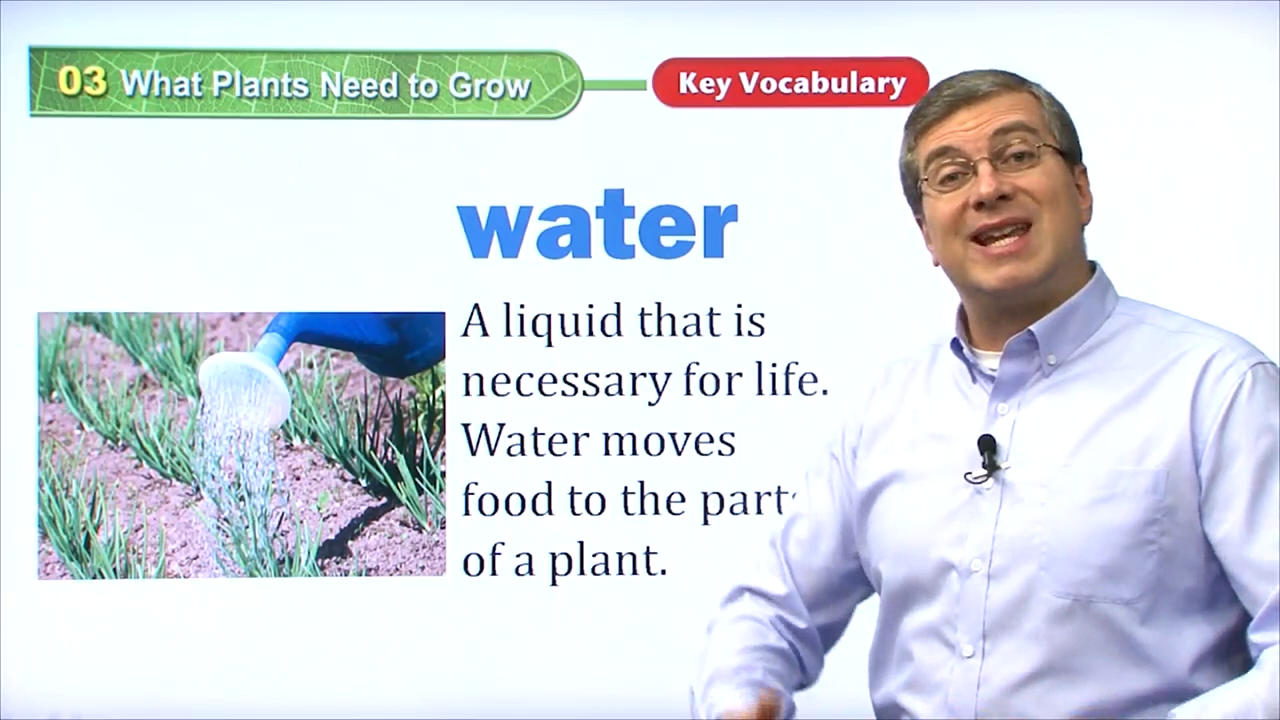 03 What Plants Need to Grow
Key Vocabulary
water
A liquid that is
necessary for life.
Water moves
food to the parts
of a plant.